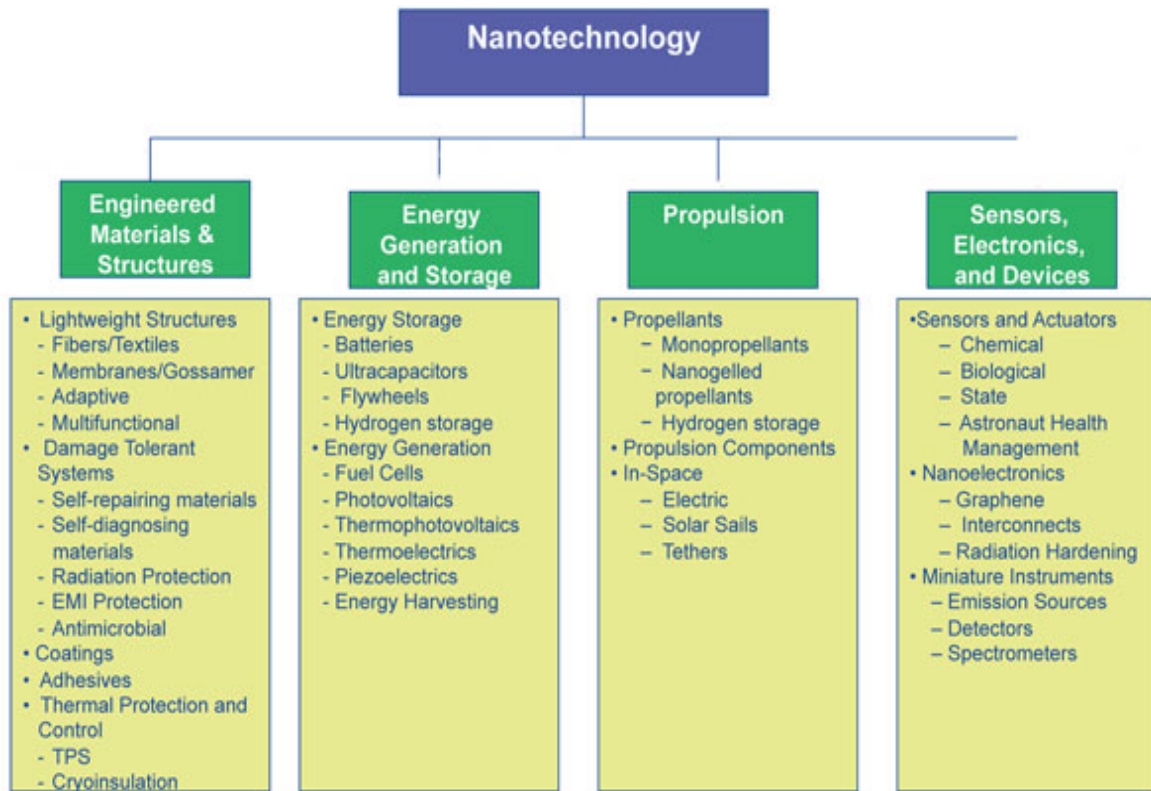 Nanotechnology
Engineered
Materials &
Structures
• Lightweight Structures
- Fibers/Textiles
- Membranes/Gossamer
- Adaptive
- Multifunctional
• Damage Tolerant
Systems
- Self-repairing materials
- Self-diagnosing
materials
- Radiation Protection
- EMI Protection
- Antimicrobial
• Coatings
• Adhesives
• Thermal Protection and
Control
- TPS
- Cryoinsulation
Energy
Generation
and Storage
• Energy Storage
- Batteries
- Ultracapacitors
- Flywheels
- Hydrogen storage
• Energy Generation
- Fuel Cells
- Photovoltaics
- Thermophotovoltaics
- Thermoelectrics
- Piezoelectrics
- Energy Harvesting
Propulsion
• Propellants
− Monopropellants
− Nanogelled
propellants
− Hydrogen storage
• Propulsion Components
• In-Space
– Electric
– Solar Sails
– Tethers
Sensors,
Electronics,
and Devices
•Sensors and Actuators
– Chemical
– Biological
– State
– Astronaut Health
Management
• Nanoelectronics
– Graphene
– Interconnects
– Radiation Hardening
• Miniature Instruments
– Emission Sources
– Detectors
– Spectrometers